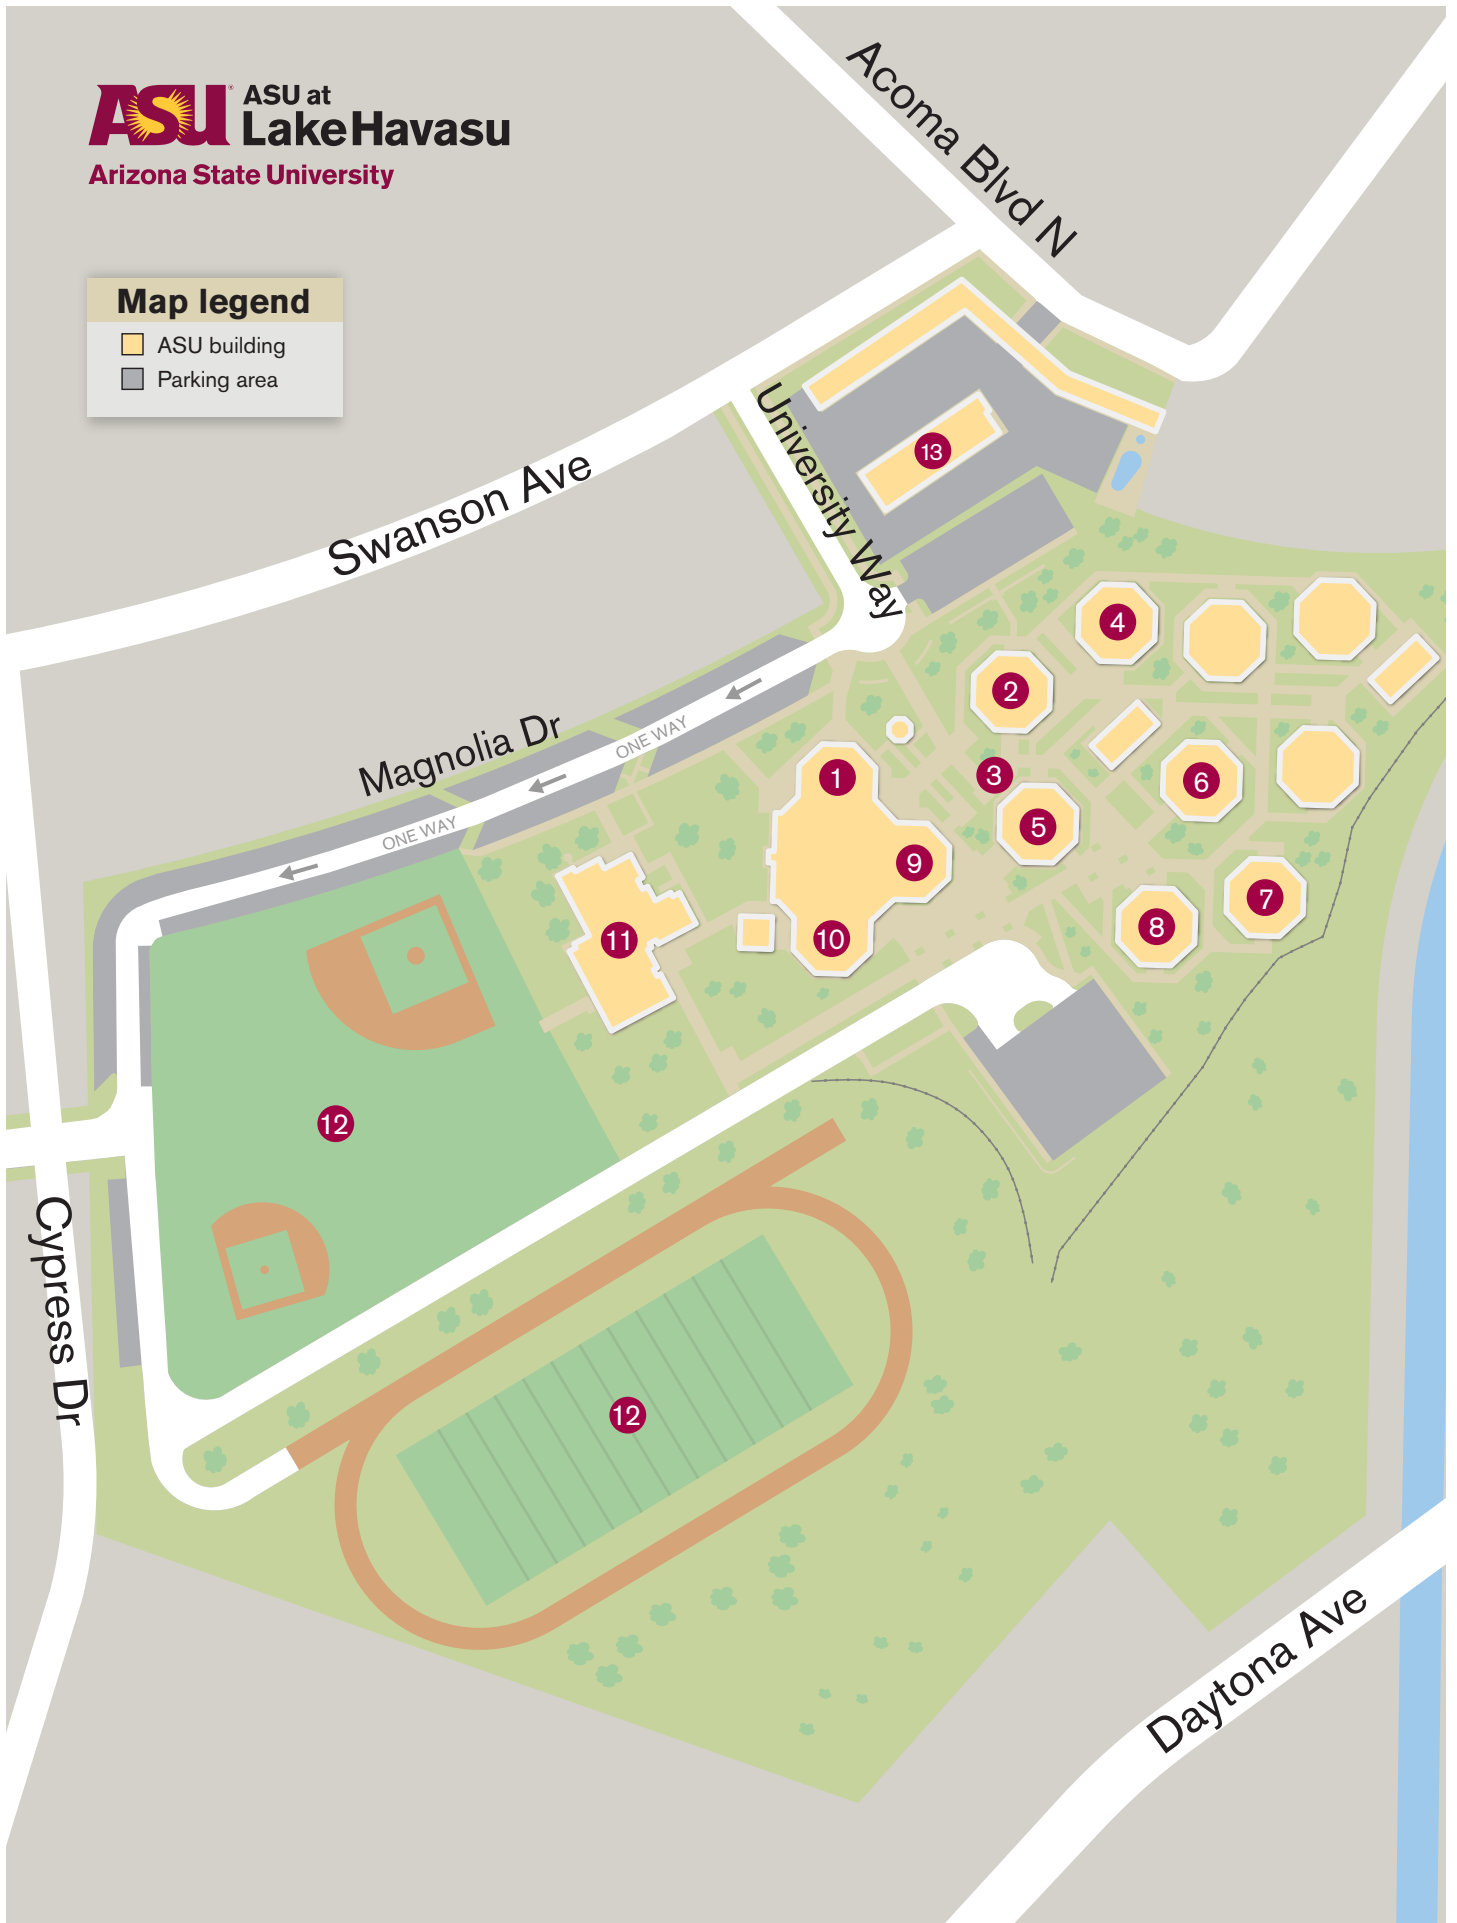 ASU
ASU at
Lake Havasu
Arizona State University
Map legend
ASU building
Parking area
Acoma Blvd N
Swanson Ave
University Way
Magnolia Dr
ONE WAY
ONE WAY
Cypress Dr
Daytona Ave
13
4
2
1
3
6
5
9
7
8
10
11
12
12